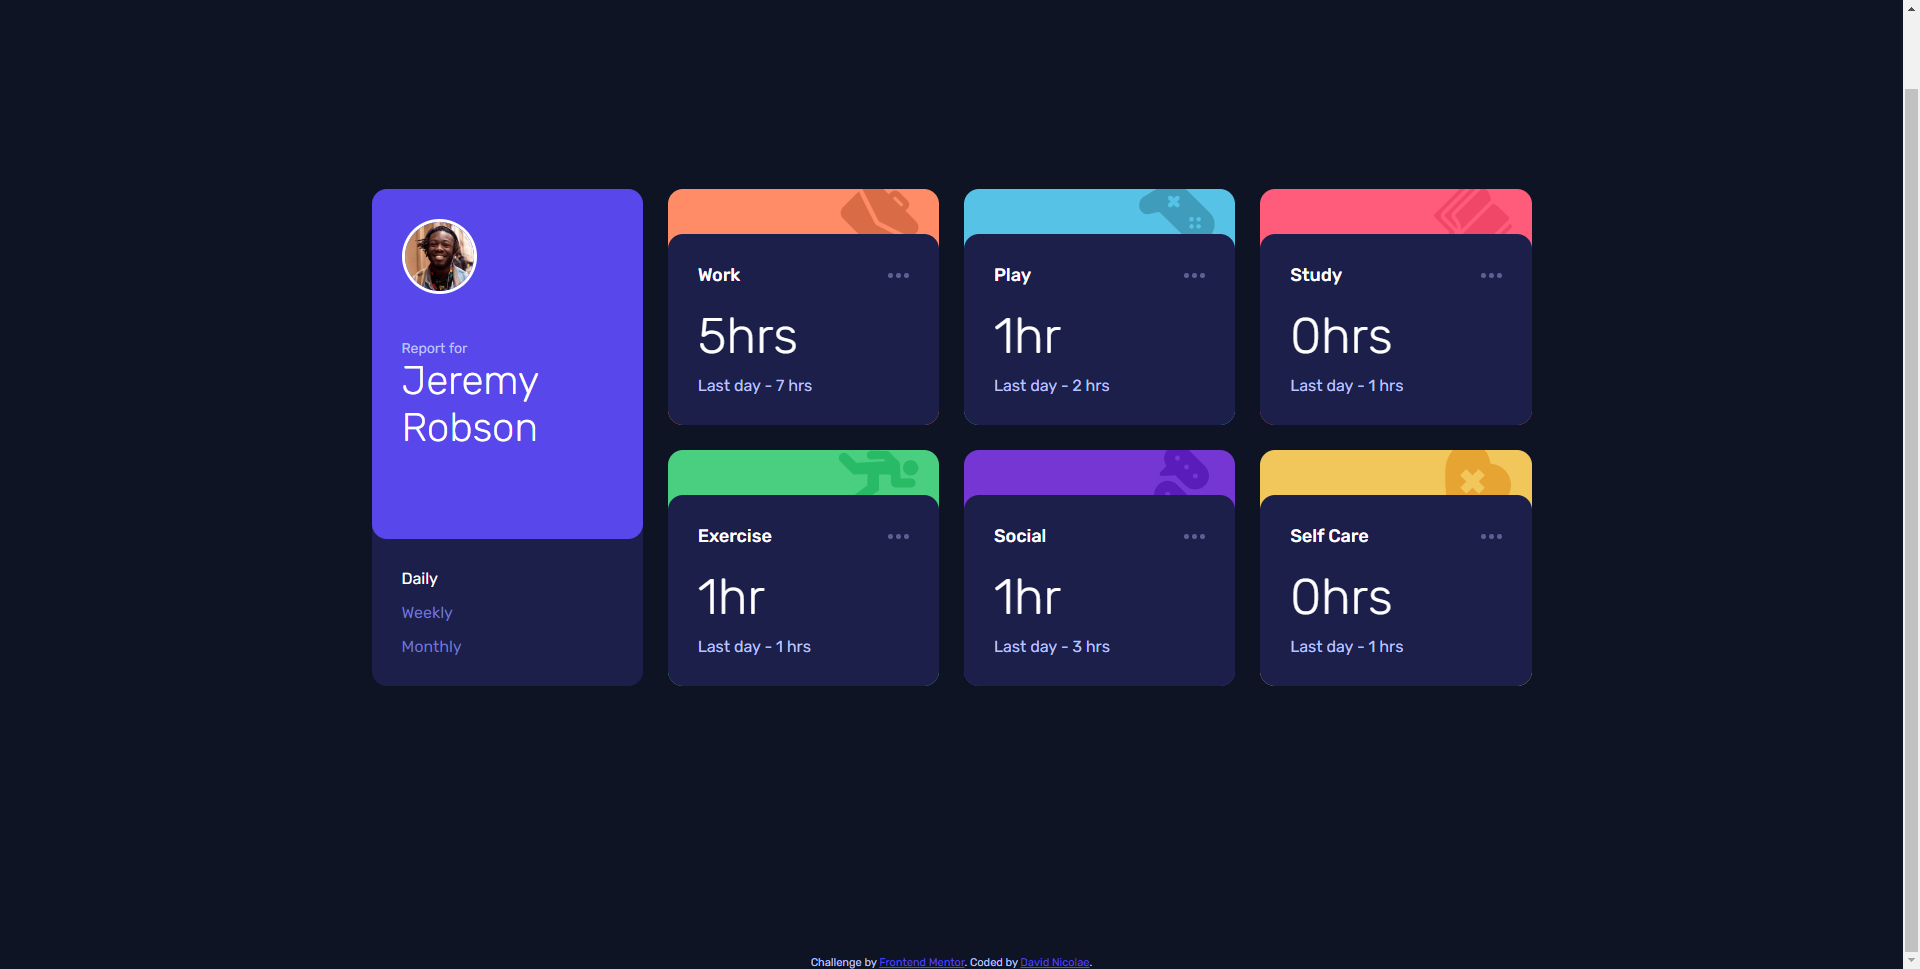 Report for
Jeremy
Robson
Daily
Weekly
Monthly
Work
5hrs
Last day - 7 hrs
Play
1hr
Last day - 2 hrs
Study
0hrs
Last day - 1 hrs
Exercise
1hr
Last day - 1 hrs
Social
1hr
Last day - 3 hrs
Self Care
0hrs
Last day - 1 hrs
Challenge by Frontend Mentor. Coded by David Nicolae.